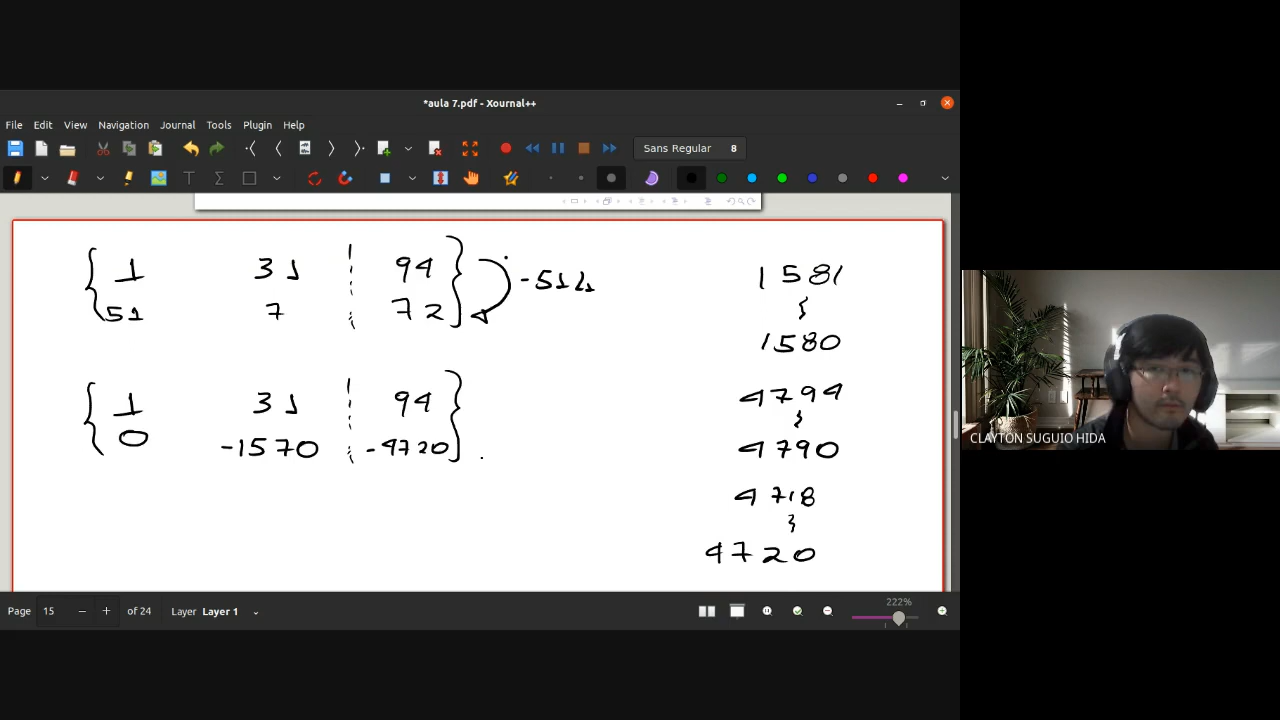 *aula 7.pdf - Xournal++
File Edit View Navigation Journal Tools Plugin Help
Sans Regular 8
1 31 94
51 7 72
-51L1
1 31 94
0 -1570 -4720
1581
1580
4794
4790
4718
4720
CLAYTON SUGUIO HIDA
Page 15 of 24 Layer Layer 1 222%